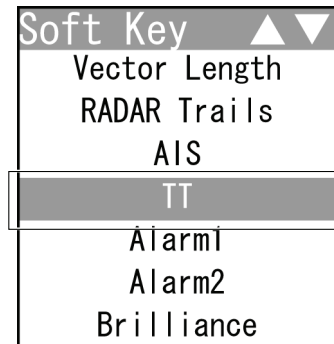 Soft Key ▲▼
Vector Length
RADAR Trails
AIS
TT
Alarm1
Alarm2
Brilliance